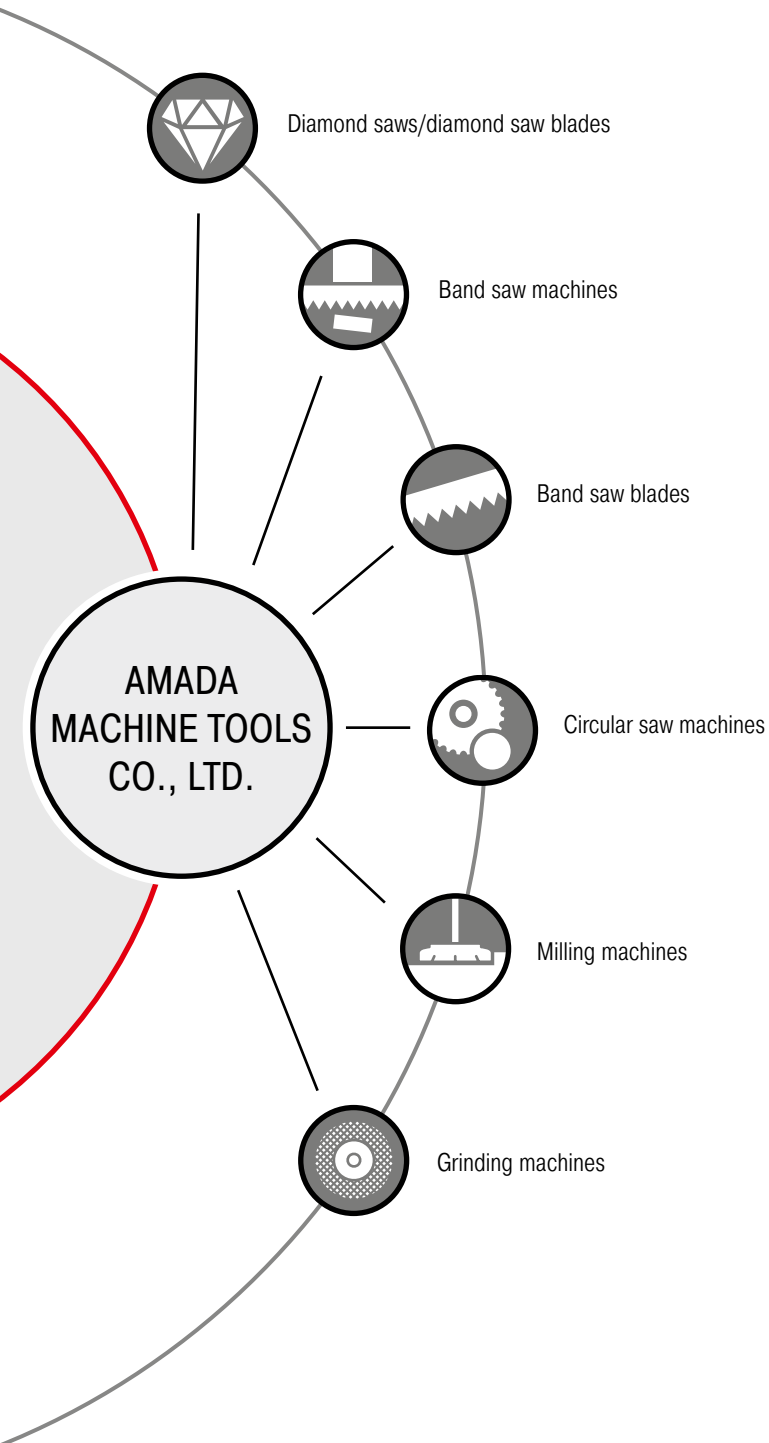 Diamond saws/diamond saw blades
Band saw machines
Band saw blades
AMADA
MACHINE TOOLS
CO., LTD.
Circular saw machines
Milling machines
Grinding machines